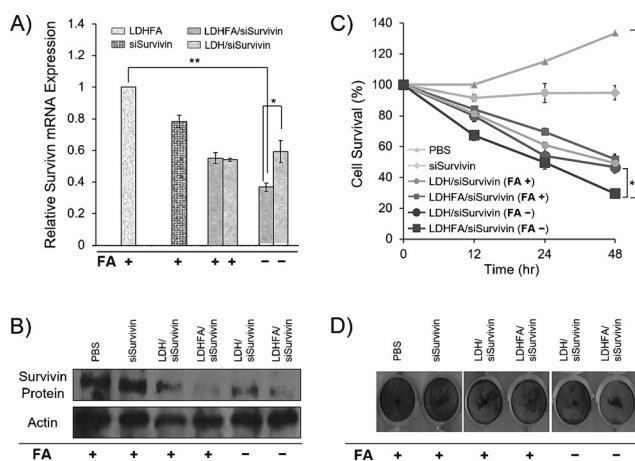 A)
Relative Survivn mRNA Expression
1.4
1.2
1
0.8
0.6
0.4
0.2
0
LDHFA
siSurvivin
LDHFA/siSurvivin
LDH/siSurvivin
**
*
FA + + + + − −
B)
PBS
siSurvivin
LDH/
siSurvivin
LDHFA/
siSurvivin
LDH/
siSurvivin
LDHFA/
siSurvivin
Survivin
Protein
Actin
FA + + + + − −
C)
Cell Survival (%)
140
120
100
80
60
40
20
0
PBS
siSurvivin
LDH/siSurvivin (FA +)
LDHFA/siSurvivin (FA +)
LDH/siSurvivin (FA −)
LDHFA/siSurvivin (FA −)
*
0 12 24 48
Time (hr)
D)
PBS
siSurvivin
LDH/
siSurvivin
LDHFA/
siSurvivin
LDH/
siSurvivin
LDHFA/
siSurvivin
FA + + + + − −